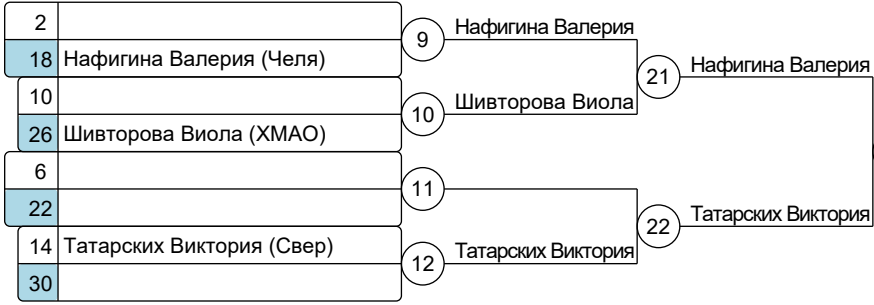 2
18 Нафигина Валерия (Челя)
9
Нафигина Валерия
10
26 Шивторова Виола (ХМАО)
10
Шивторова Виола
21
Нафигина Валерия
6
22
11
14 Татарских Виктория (Свер)
30
12
Татарских Виктория
22
Татарских Виктория